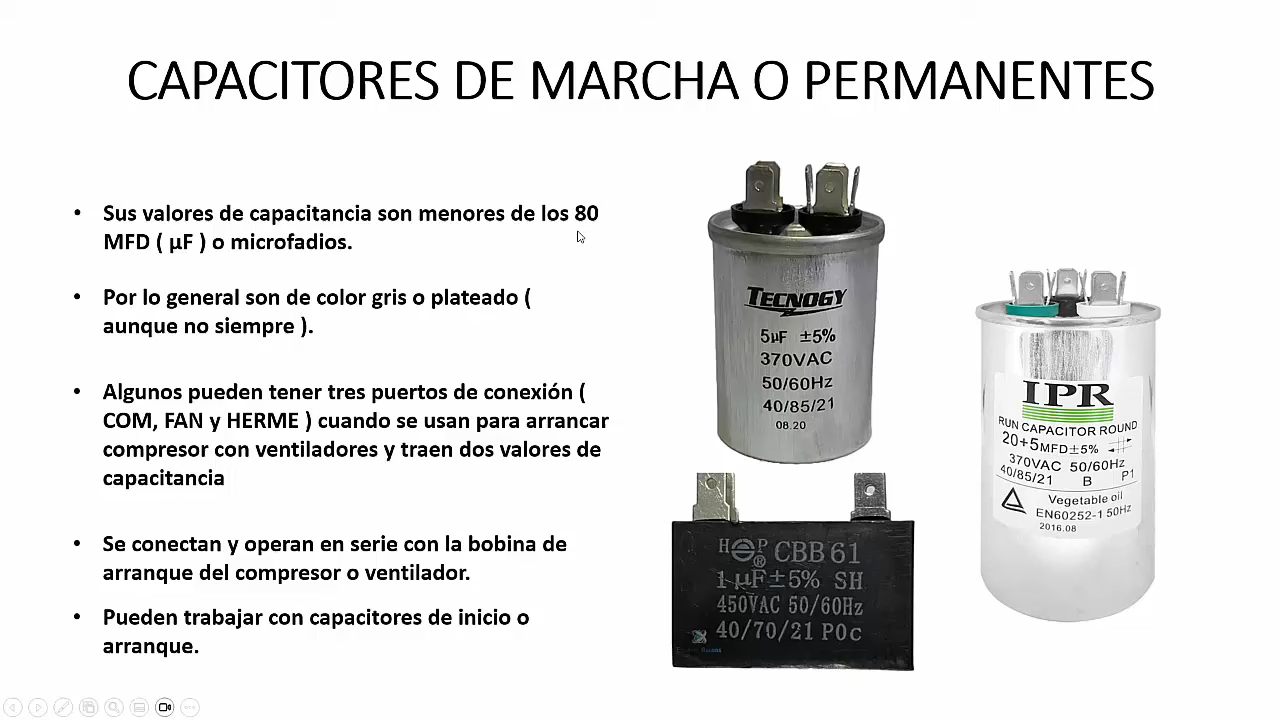 CAPACITORES DE MARCHA O PERMANENTES
• Sus valores de capacitancia son menores de los 80
MFD ( µF ) o microfadios.
• Por lo general son de color gris o plateado (
aunque no siempre ).
• Algunos pueden tener tres puertos de conexión (
COM, FAN y HERME ) cuando se usan para arrancar
compresor con ventiladores y traen dos valores de
capacitancia
• Se conectan y operan en serie con la bobina de
arranque del compresor o ventilador.
• Pueden trabajar con capacitores de inicio o
arranque.
TECNOGY
5µF ±5%
370VAC
50/60Hz
40/85/21
08.20
IPR
RUN CAPACITOR ROUND
20+5MFD±5%
370VAC 50/60Hz
40/85/21 B P1
Vegetable oil
EN60252-1 50Hz
2016.08
H P ® CBB 61
1 µF±5% SH
450VAC 50/60Hz
40/70/21 P0c